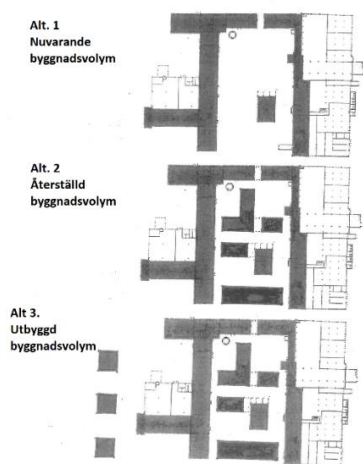 Alt. 1
Nuvarande
byggnadsvolym
Alt. 2
Återställd
byggnadsvolym
Alt 3.
Utbyggd
byggnadsvolym